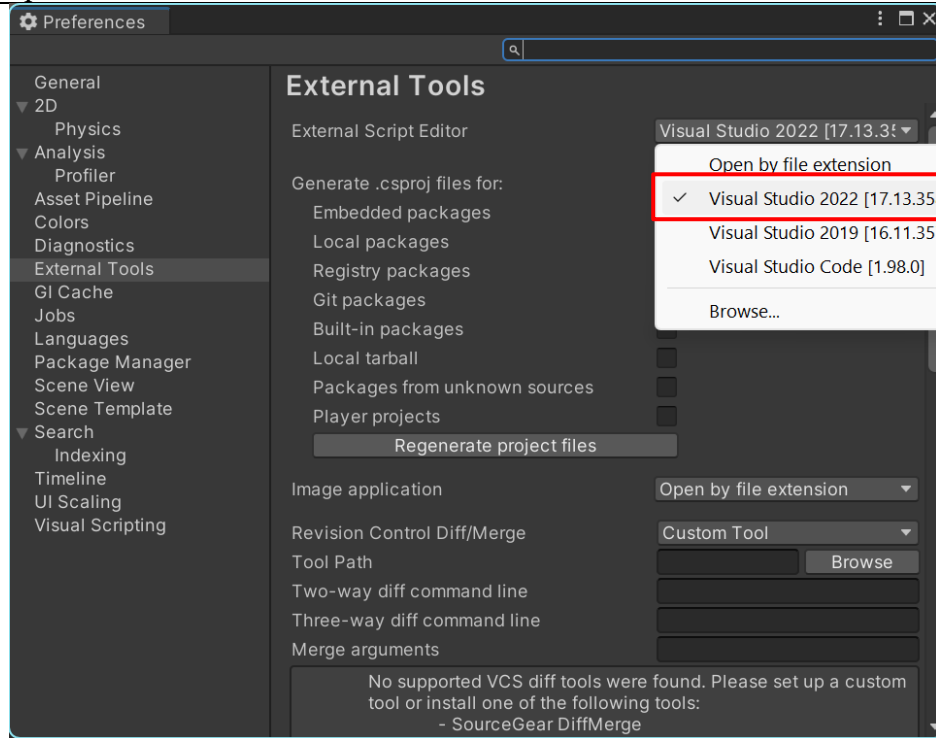 Preferences
General
2D
Physics
Analysis
Profiler
Asset Pipeline
Colors
Diagnostics
External Tools
GI Cache
Jobs
Languages
Package Manager
Scene View
Scene Template
Search
Indexing
Timeline
UI Scaling
Visual Scripting
External Tools
External Script Editor
Visual Studio 2022 [17.13.35
Open by file extension
Visual Studio 2022 [17.13.35
Visual Studio 2019 [16.11.35
Visual Studio Code [1.98.0]
Browse...
Generate .csproj files for:
Embedded packages
Local packages
Registry packages
Git packages
Built-in packages
Local tarball
Packages from unknown sources
Player projects
Regenerate project files
Image application
Open by file extension
Revision Control Diff/Merge
Custom Tool
Tool Path
Browse
Two-way diff command line
Three-way diff command line
Merge arguments
No supported VCS diff tools were found. Please set up a custom
tool or install one of the following tools:
- SourceGear DiffMerge